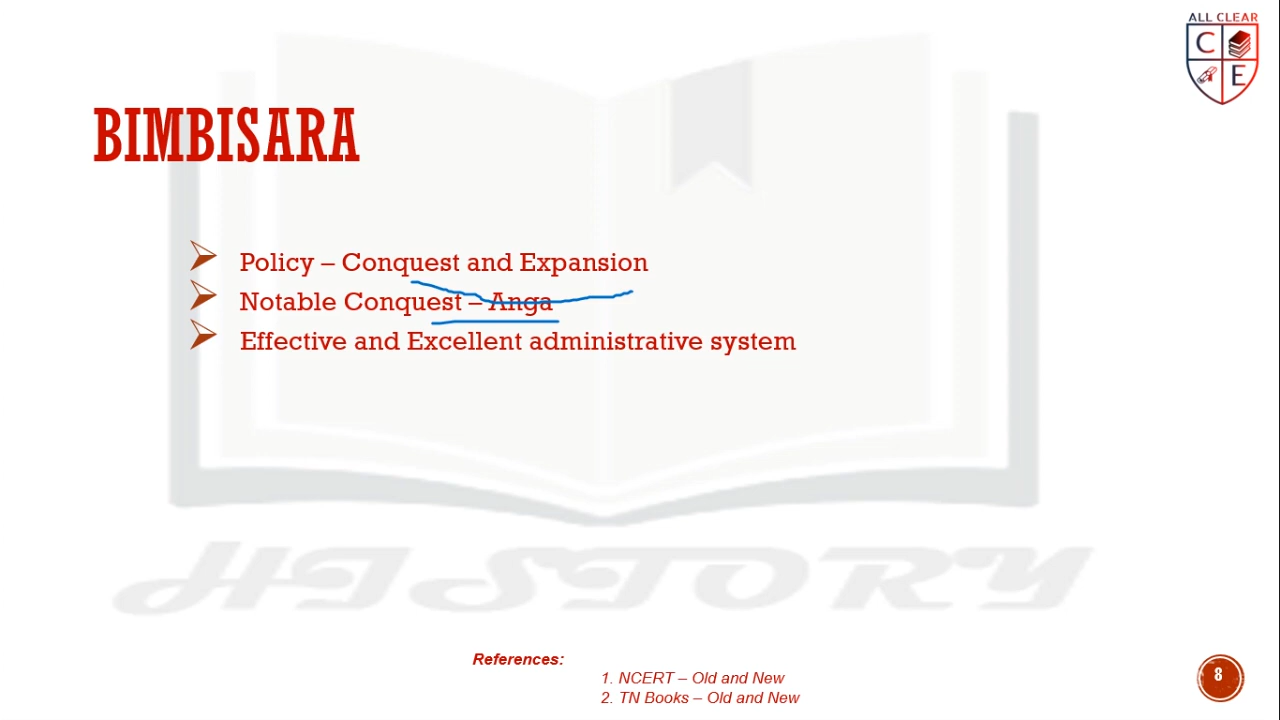 ALL CLEAR
C
E
BIMBISARA
Policy – Conquest and Expansion
Notable Conquest – Anga
Effective and Excellent administrative system
HISTORY
References:
1. NCERT – Old and New
2. TN Books – Old and New
8